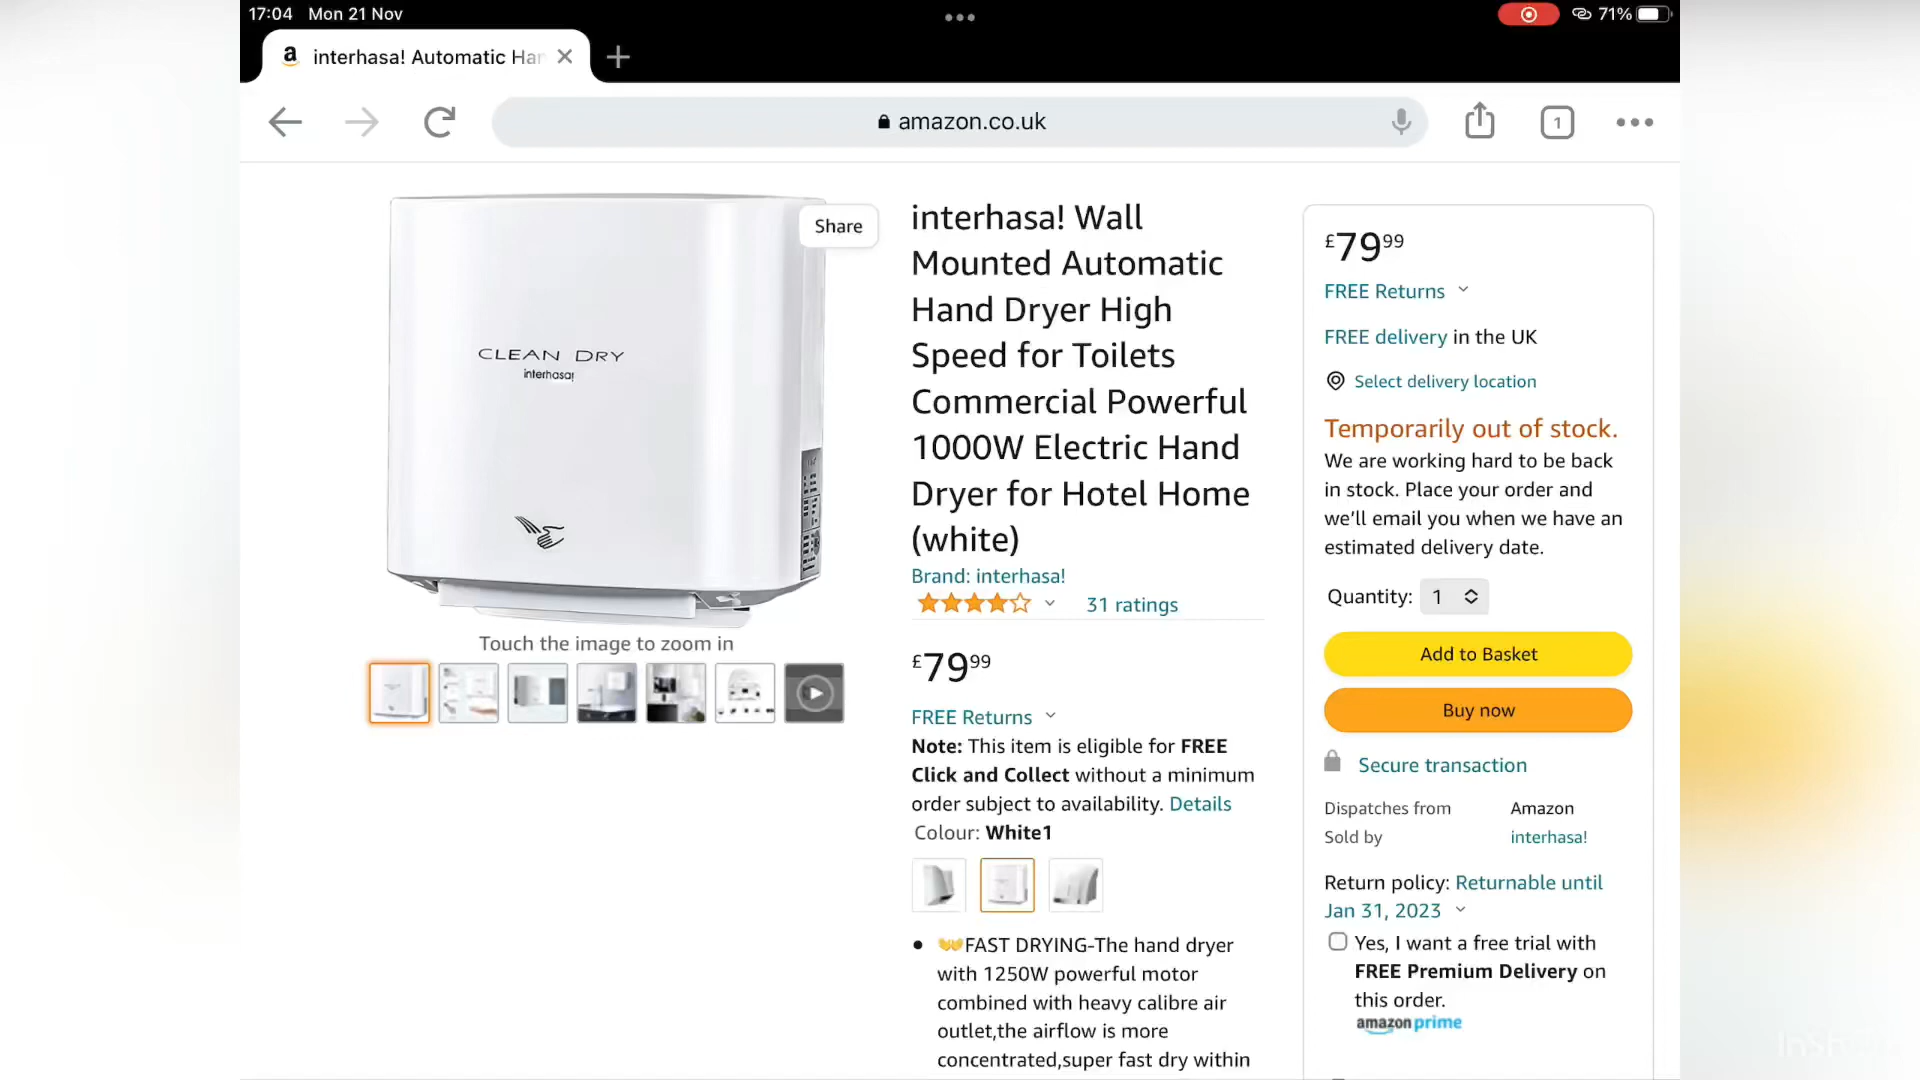 17:04 Mon 21 Nov
71%
a interhasa! Automatic Han
amazon.co.uk
1
Share
CLEAN DRY
interhasa!
Touch the image to zoom in
interhasa! Wall
Mounted Automatic
Hand Dryer High
Speed for Toilets
Commercial Powerful
1000W Electric Hand
Dryer for Hotel Home
(white)
Brand: interhasa!
31 ratings
£79 99
FREE Returns
Note: This item is eligible for FREE
Click and Collect without a minimum
order subject to availability. Details
Colour: White1
FAST DRYING-The hand dryer
with 1250W powerful motor
combined with heavy calibre air
outlet,the airflow is more
concentrated,super fast dry within
£79 99
FREE Returns
FREE delivery in the UK
Select delivery location
Temporarily out of stock.
We are working hard to be back
in stock. Place your order and
we'll email you when we have an
estimated delivery date.
Quantity: 1
Add to Basket
Buy now
Secure transaction
Dispatches from Amazon
Sold by interhasa!
Return policy: Returnable until
Jan 31, 2023
Yes, I want a free trial with
FREE Premium Delivery on
this order.
amazon prime